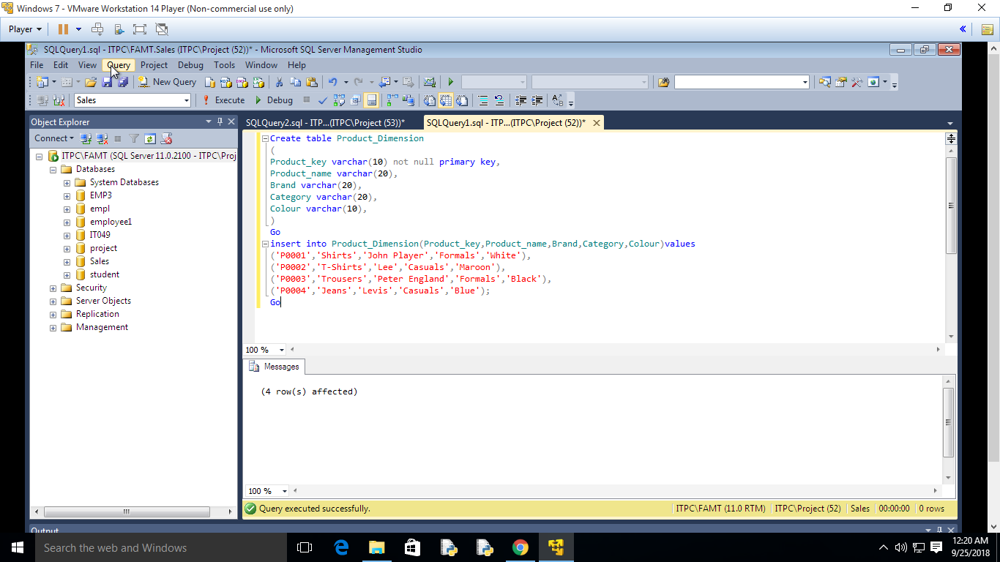 Windows 7 - VMware Workstation 14 Player (Non-commercial use only)
Player
SQLQuery1.sql - ITPC\FAMT.Sales (ITPC\Project (52))* - Microsoft SQL Server Management Studio
File Edit View Query Project Debug Tools Window Help
New Query
Sales Execute Debug
Object Explorer
Connect
ITPC\FAMT (SQL Server 11.0.2100 - ITPC\Proj
Databases
System Databases
EMP3
empl
employee1
IT049
project
Sales
student
Security
Server Objects
Replication
Management
SQLQuery2.sql - ITP...(ITPC\Project (53))* SQLQuery1.sql - ITP...(ITPC\Project (52))*
Create table Product_Dimension
(
Product_key varchar(10) not null primary key,
Product_name varchar(20),
Brand varchar(20),
Category varchar(20),
Colour varchar(10),
)
Go
insert into Product_Dimension(Product_key,Product_name,Brand,Category,Colour)values
('P0001','Shirts','John Player','Formals','White'),
('P0002','T-Shirts','Lee','Casuals','Maroon'),
('P0003','Trousers','Peter England','Formals','Black'),
('P0004','Jeans','Levis','Casuals','Blue');
Go
100 %
Messages
(4 row(s) affected)
100 %
Query executed successfully. ITPC\FAMT (11.0 RTM) ITPC\Project (52) Sales 00:00:00 0 rows
Output
Search the web and Windows
12:20 AM
9/25/2018